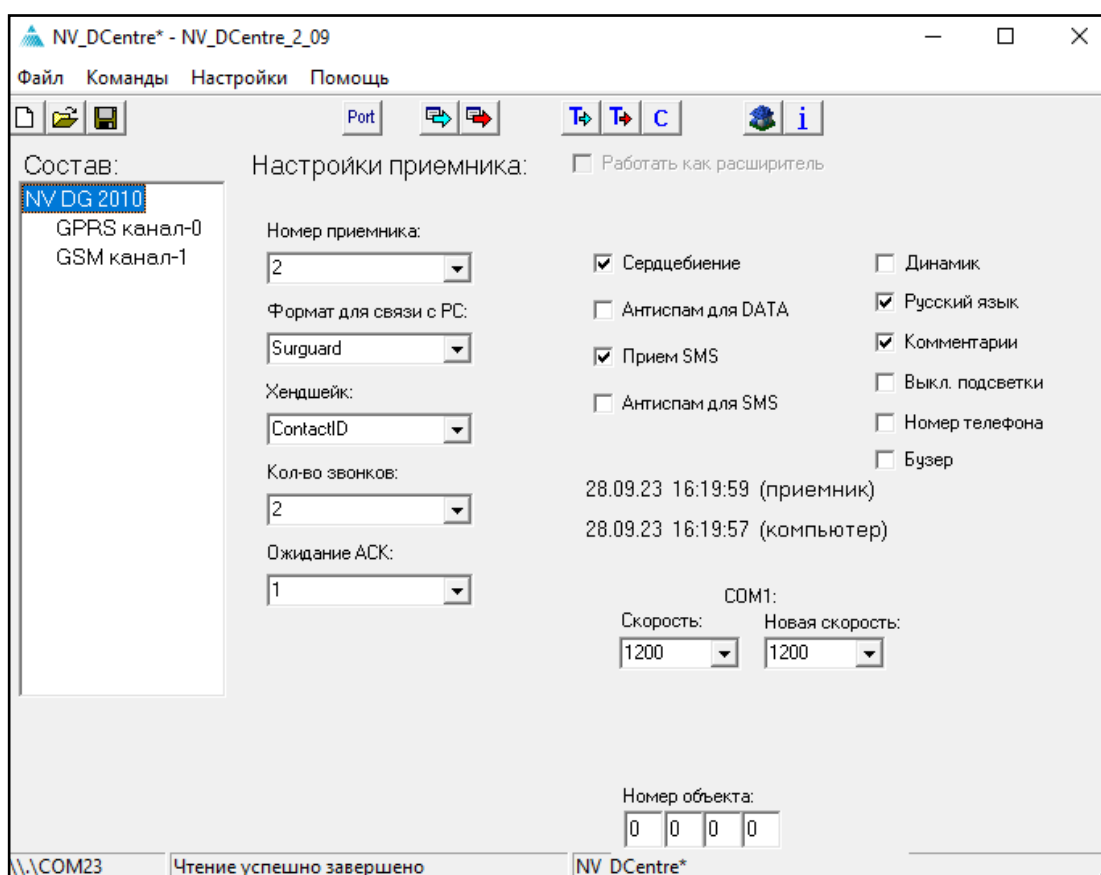 NV_DCentre* - NV_DCentre_2_09
Файл Команды Настройки Помощь
Port T T C i
Состав:
NV DG 2010
GPRS канал-0
GSM канал-1
Настройки приемника:
Работать как расширитель
Номер приемника:
2
Формат для связи с PC:
Surguard
Хендшейк:
ContactID
Кол-во звонков:
2
Ожидание ACK:
1
Сердцебиение
Антиспам для DATA
Прием SMS
Антиспам для SMS
Динамик
Русский язык
Комментарии
Выкл. подсветки
Номер телефона
Бузер
28.09.23 16:19:59 (приемник)
28.09.23 16:19:57 (компьютер)
COM1:
Скорость: Новая скорость:
1200 1200
Номер объекта:
0 0 0 0
\\.\COM23 Чтение успешно завершено NV_DCentre*